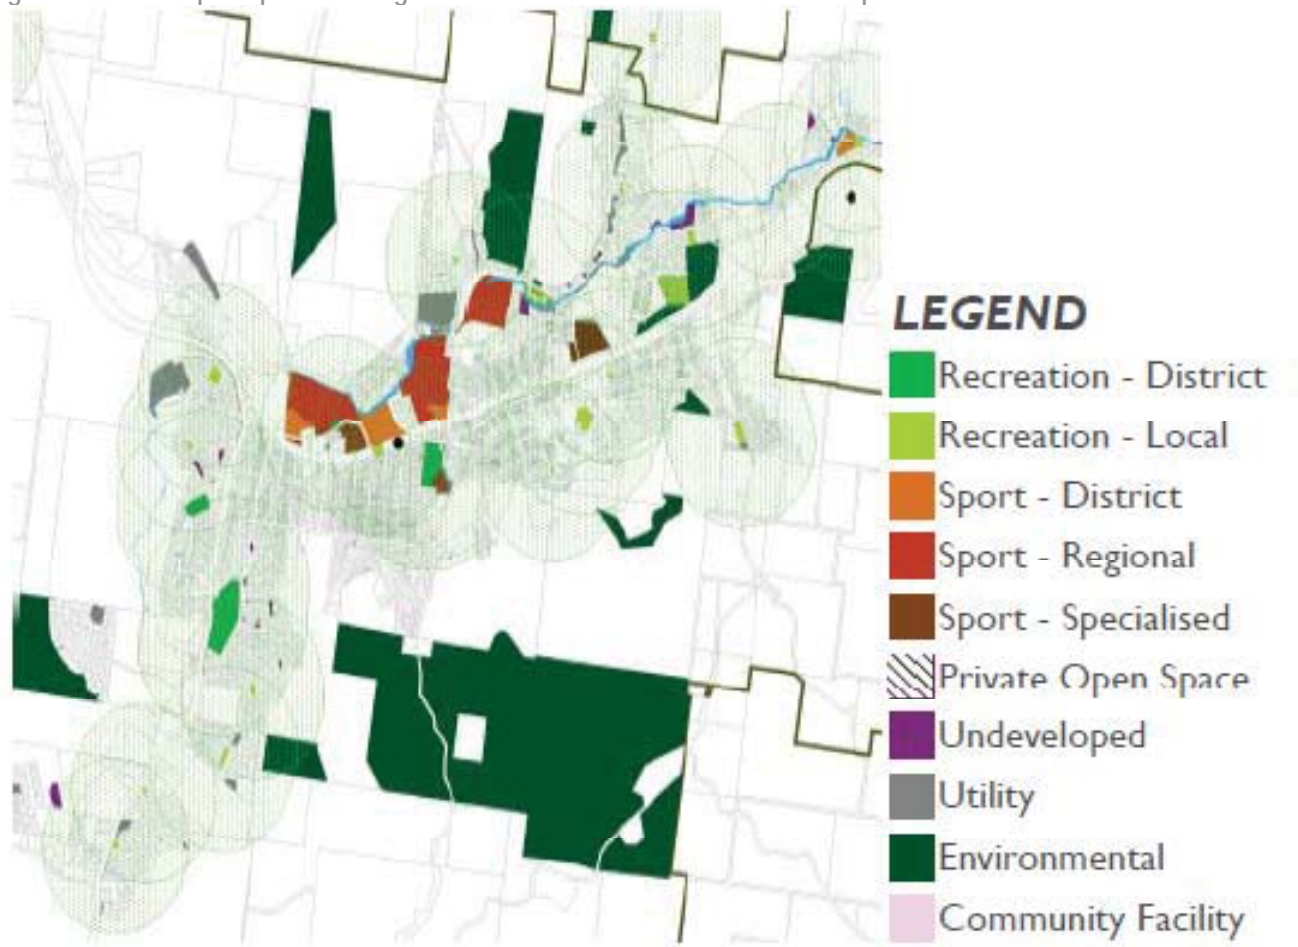 LEGEND
Recreation - District
Recreation - Local
Sport - District
Sport - Regional
Sport - Specialised
Private Open Space
Undeveloped
Utility
Environmental
Community Facility